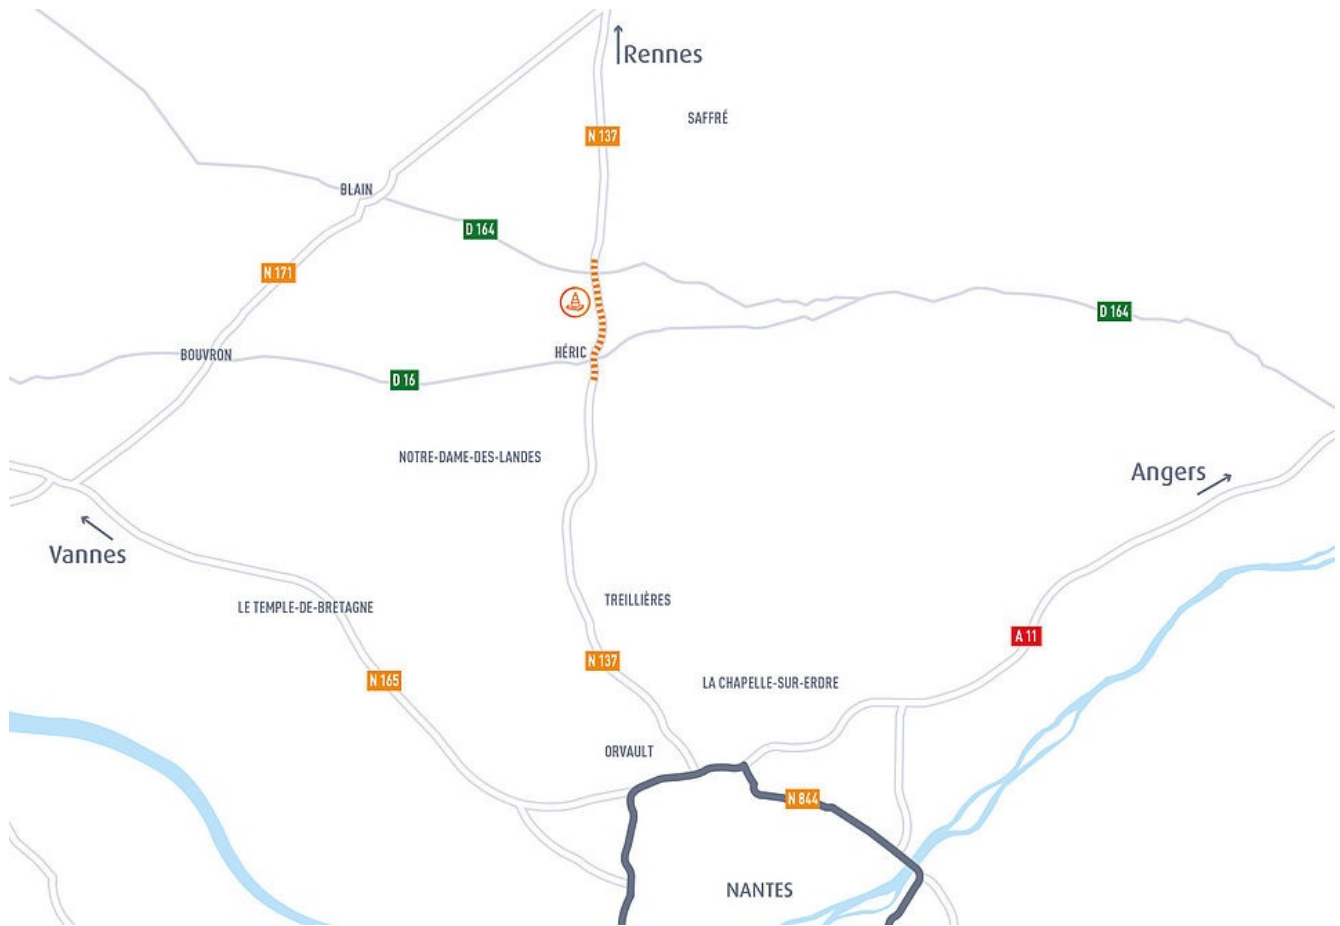 Rennes
SAFFRÉ
N 137
BLAIN
D 164
N 171
D 164
BOUVRON
HÉRIC
D 16
NOTRE-DAME-DES-LANDES
Angers
Vannes
LE TEMPLE-DE-BRETAGNE
TREILLIÈRES
A 11
N 137
N 165
LA CHAPELLE-SUR-ERDRE
ORVAULT
N 844
NANTES